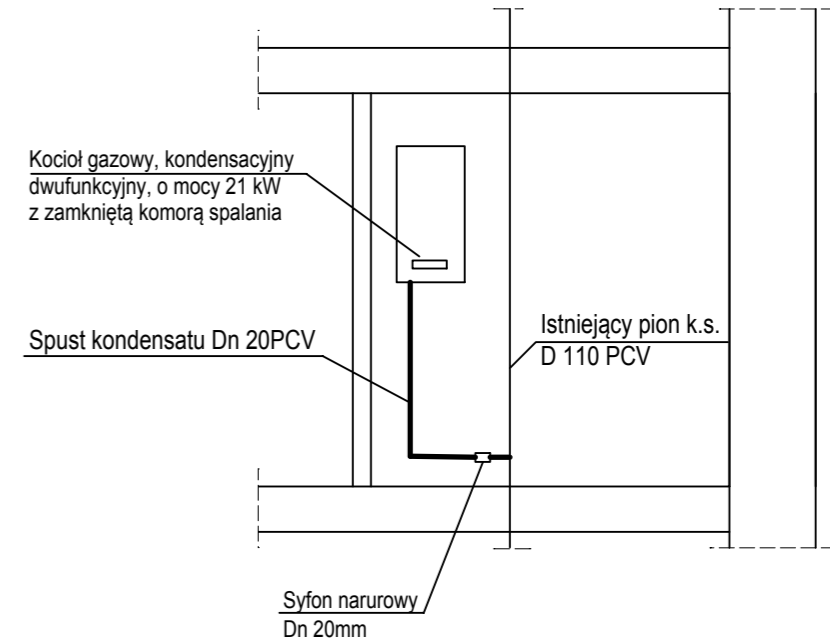 Kocioł gazowy, kondensacyjny
dwufunkcyjny, o mocy 21 kW
z zamkniętą komorą spalania
Spust kondensatu Dn 20PCV
Istniejący pion k.s.
D 110 PCV
Syfon narurowy
Dn 20mm